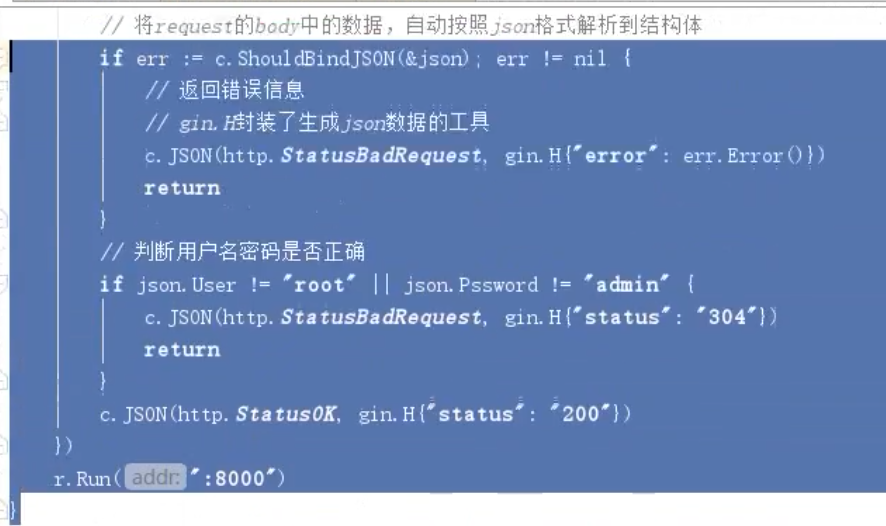 // 将request的body中的数据，自动按照json格式解析到结构体
if err := c.ShouldBindJSON(&json); err != nil {
// 返回错误信息
// gin.H封装了生成json数据的工具
c.JSON(http.StatusBadRequest, gin.H{"error": err.Error()})
return
}
// 判断用户名密码是否正确
if json.User != "root" || json.Pssword != "admin" {
c.JSON(http.StatusBadRequest, gin.H{"status": "304"})
return
}
c.JSON(http.StatusOK, gin.H{"status": "200"})
})
r.Run( addr: ":8000")
}